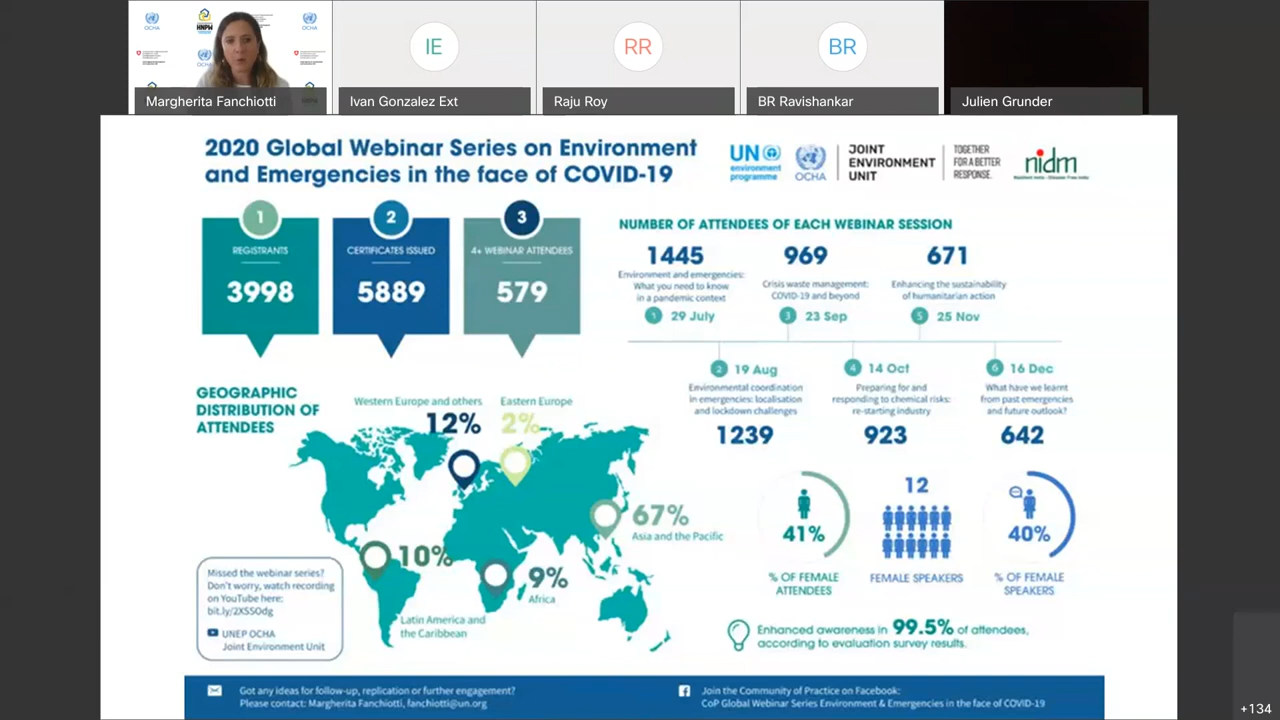 OCHA
HNPW
OCHA
IE
RR
BR
Margherita Fanchiotti
Ivan Gonzalez Ext
Raju Roy
BR Ravishankar
Julien Grunder
2020 Global Webinar Series on Environment
and Emergencies in the face of COVID-19
UN
environment
programme
OCHA
JOINT
ENVIRONMENT
UNIT
TOGETHER
FOR A BETTER
RESPONSE.
nidm
1
REGISTRANTS
3998
2
CERTIFICATES ISSUED
5889
3
4+ WEBINAR ATTENDEES
579
NUMBER OF ATTENDEES OF EACH WEBINAR SESSION
1445
Environment and emergencies:
What you need to know
in a pandemic context
1 29 July
969
Crisis waste management:
COVID-19 and beyond
3 23 Sep
671
Enhancing the sustainability
of humanitarian action
5 25 Nov
2 19 Aug
Environmental coordination
in emergencies: localisation
and lockdown challenges
1239
4 14 Oct
Preparing for and
responding to chemical risks:
re-starting industry
923
6 16 Dec
What have we learnt
from past emergencies
and future outlook?
642
GEOGRAPHIC
DISTRIBUTION OF
ATTENDEES
Western Europe and others
12%
Eastern Europe
2%
67%
Asia and the Pacific
10%
Latin America and
the Caribbean
9%
Africa
41%
% OF FEMALE
ATTENDEES
12
FEMALE SPEAKERS
40%
% OF FEMALE
SPEAKERS
Missed the webinar series?
Don't worry, watch recording
on YouTube here:
bit.ly/2XSSOdg
UNEP OCHA
Joint Environment Unit
Enhanced awareness in 99.5% of attendees,
according to evaluation survey results.
Got any ideas for follow-up, replication or further engagement?
Please contact: Margherita Fanchiotti, fanchiotti@un.org
Join the Community of Practice on Facebook:
CoP Global Webinar Series Environment & Emergencies in the face of COVID-19
+134